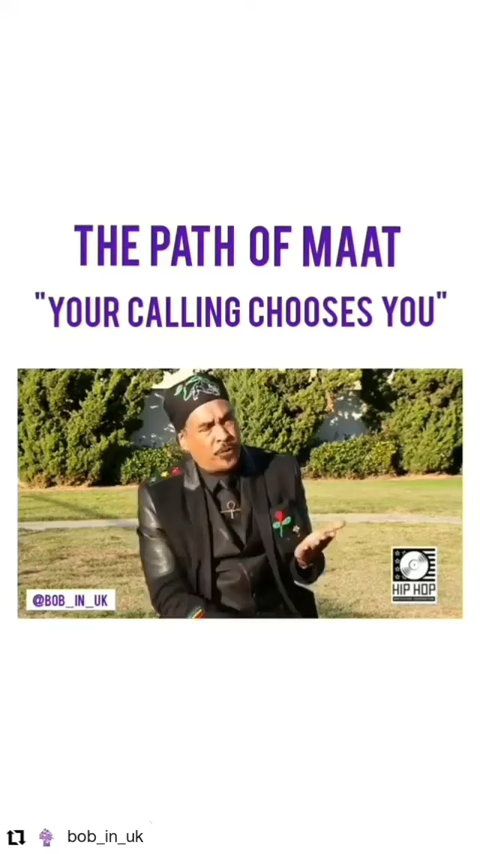 THE PATH OF MAAT
"YOUR CALLING CHOOSES YOU"
@BOB_IN_UK
HIP HOP
bob_in_uk